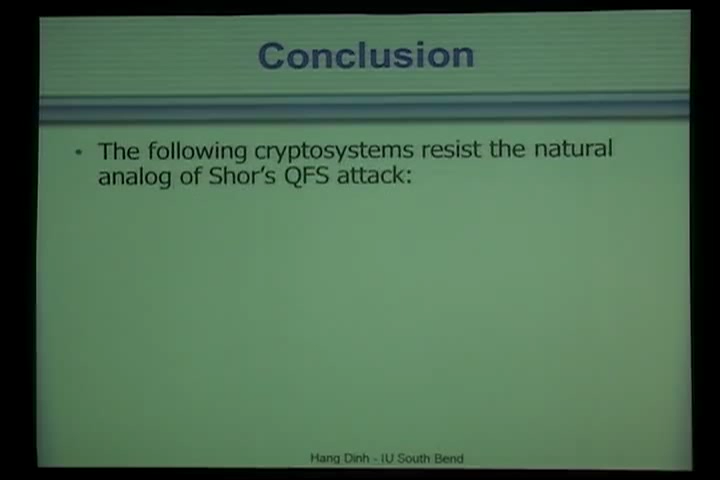 Conclusion
• The following cryptosystems resist the natural
analog of Shor's QFS attack:
Hang Dinh - IU South Bend